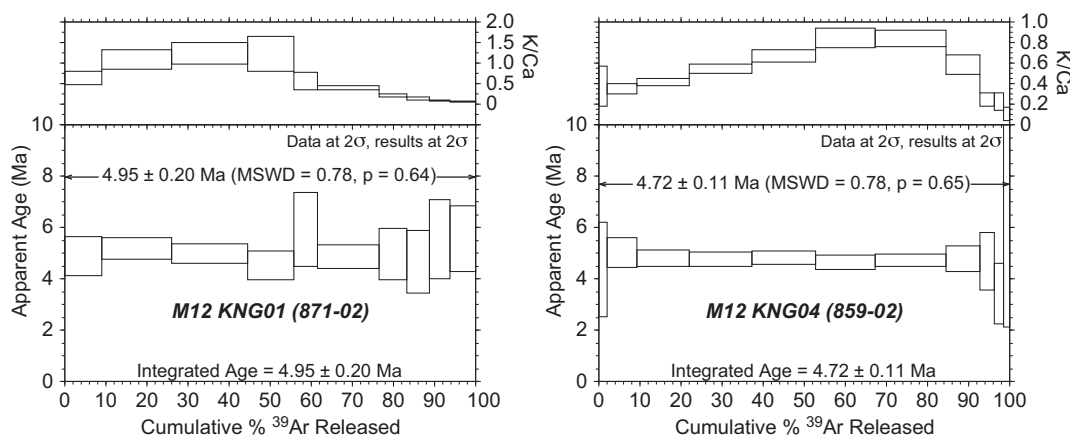 2.0
1.5
1.0
0.5
0
K/Ca
10
8
6
4
2
0
Apparent Age (Ma)
Data at 2σ, results at 2σ
4.95 ± 0.20 Ma (MSWD = 0.78, p = 0.64)
M12 KNG01 (871-02)
Integrated Age = 4.95 ± 0.20 Ma
0 10 20 30 40 50 60 70 80 90 100
Cumulative % ³⁹Ar Released
1.0
0.8
0.6
0.4
0.2
K/Ca
10
8
6
4
2
0
Apparent Age (Ma)
Data at 2σ, results at 2σ
4.72 ± 0.11 Ma (MSWD = 0.78, p = 0.65)
M12 KNG04 (859-02)
Integrated Age = 4.72 ± 0.11 Ma
0 10 20 30 40 50 60 70 80 90 100
Cumulative % ³⁹Ar Released